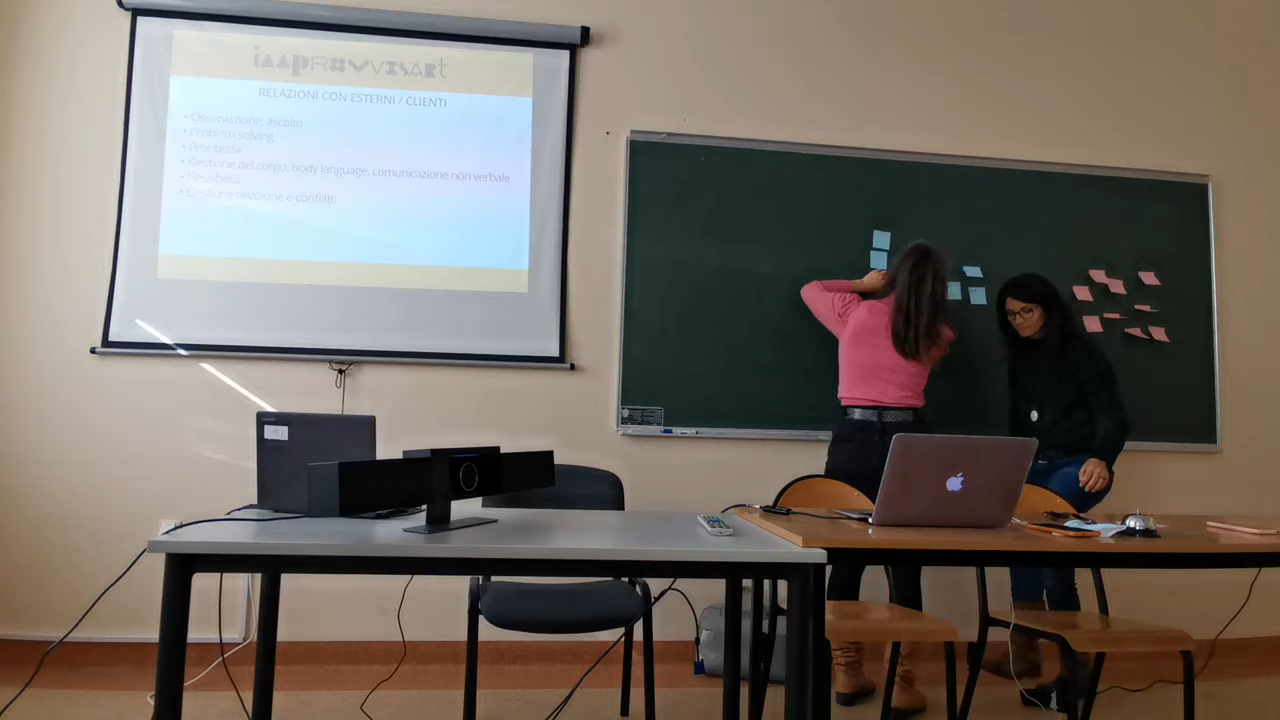 improvvisart
RELAZIONI CON ESTERNI / CLIENTI
• Osservazione, ascolto
• Problem solving
• Prontezza
• Gestione del corpo, body language, comunicazione non verbale
• Flessibilità
• Gestione relazione e conflitti;